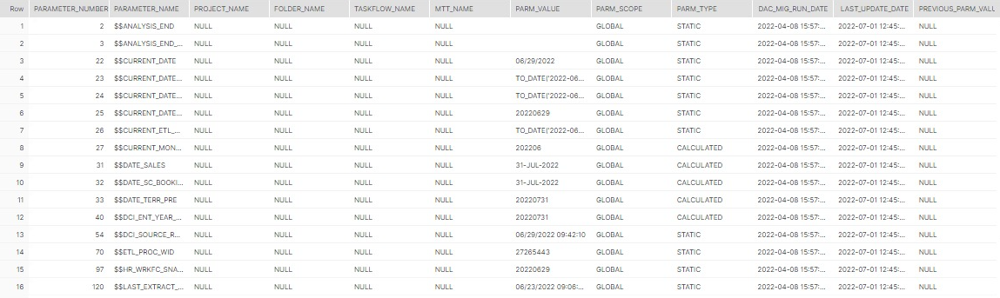 Row PARAMETER_NUMBER PARAMETER_NAME PROJECT_NAME FOLDER_NAME TASKFLOW_NAME MTT_NAME PARM_VALUE PARM_SCOPE PARM_TYPE DAC_MIG_RUN_DATE LAST_UPDATE_DATE PREVIOUS_PARM_VALU
1 2 $$ANALYSIS_END NULL NULL NULL NULL GLOBAL STATIC 2022-04-08 15:57:... 2022-07-01 12:45:... NULL
2 3 $$ANALYSIS_END_... NULL NULL NULL NULL GLOBAL STATIC 2022-04-08 15:57:... 2022-07-01 12:45:... NULL
3 22 $$CURRENT_DATE NULL NULL NULL NULL 06/29/2022 GLOBAL STATIC 2022-04-08 15:57:... 2022-07-01 12:45:... NULL
4 23 $$CURRENT_DATE... NULL NULL NULL NULL TO_DATE('2022-06... GLOBAL STATIC 2022-04-08 15:57:... 2022-07-01 12:45:... NULL
5 24 $$CURRENT_DATE... NULL NULL NULL NULL TO_DATE('2022-06... GLOBAL STATIC 2022-04-08 15:57:... 2022-07-01 12:45:... NULL
6 25 $$CURRENT_DATE... NULL NULL NULL NULL 20220629 GLOBAL STATIC 2022-04-08 15:57:... 2022-07-01 12:45:... NULL
7 26 $$CURRENT_ETL_... NULL NULL NULL NULL TO_DATE('2022-06... GLOBAL STATIC 2022-04-08 15:57:... 2022-07-01 12:45:... NULL
8 27 $$CURRENT_MON... NULL NULL NULL NULL 202206 GLOBAL CALCULATED 2022-04-08 15:57:... 2022-07-01 12:45:... NULL
9 31 $$DATE_SALES NULL NULL NULL NULL 31-JUL-2022 GLOBAL CALCULATED 2022-04-08 15:57:... 2022-07-01 12:45:... NULL
10 32 $$DATE_SC_BOOKI... NULL NULL NULL NULL 31-JUL-2022 GLOBAL CALCULATED 2022-04-08 15:57:... 2022-07-01 12:45:... NULL
11 33 $$DATE_TERR_PRE NULL NULL NULL NULL 20220731 GLOBAL CALCULATED 2022-04-08 15:57:... 2022-07-01 12:45:... NULL
12 40 $$DCI_ENT_YEAR_... NULL NULL NULL NULL 20220731 GLOBAL CALCULATED 2022-04-08 15:57:... 2022-07-01 12:45:... NULL
13 54 $$DCI_SOURCE_R... NULL NULL NULL NULL 06/29/2022 09:42:10 GLOBAL STATIC 2022-04-08 15:57:... 2022-07-01 12:45:... NULL
14 70 $$ETL_PROC_WID NULL NULL NULL NULL 27265443 GLOBAL STATIC 2022-04-08 15:57:... 2022-07-01 12:45:... NULL
15 97 $$HR_WRKFC_SNA... NULL NULL NULL NULL 20220629 GLOBAL STATIC 2022-04-08 15:57:... 2022-07-01 12:45:... NULL
16 120 $$LAST_EXTRACT_... NULL NULL NULL NULL 06/23/2022 09:06:... GLOBAL STATIC 2022-04-08 15:57:... 2022-07-01 12:45:... NULL